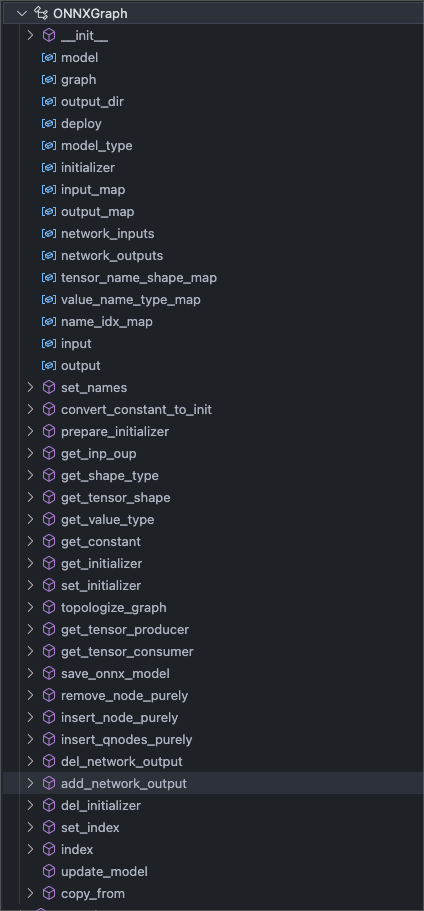 ONNXGraph
__init__
model
graph
output_dir
deploy
model_type
initializer
input_map
output_map
network_inputs
network_outputs
tensor_name_shape_map
value_name_type_map
name_idx_map
input
output
set_names
convert_constant_to_init
prepare_initializer
get_inp_oup
get_shape_type
get_tensor_shape
get_value_type
get_constant
get_initializer
set_initializer
topologize_graph
get_tensor_producer
get_tensor_consumer
save_onnx_model
remove_node_purely
insert_node_purely
insert_qnodes_purely
del_network_output
add_network_output
del_initializer
set_index
index
update_model
copy_from